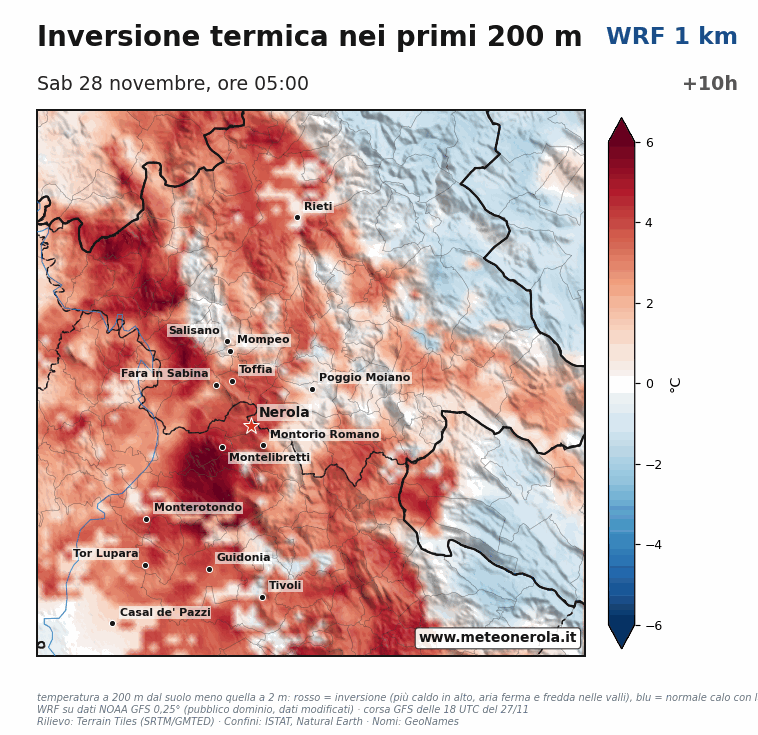 Inversione termica nei primi 200 m WRF 1 km
Sab 28 novembre, ore 05:00 +10h
Rieti
Salisano
Mompeo
Fara in Sabina
Toffia
Poggio Moiano
Nerola
Montorio Romano
Montelibretti
Monterotondo
Tor Lupara
Guidonia
Tivoli
Casal de' Pazzi
www.meteonerola.it
6
4
2
0
−2
−4
−6
°C
temperatura a 200 m dal suolo meno quella a 2 m: rosso = inversione (più caldo in alto, aria ferma e fredda nelle valli), blu = normale calo con l
WRF su dati NOAA GFS 0,25° (pubblico dominio, dati modificati) · corsa GFS delle 18 UTC del 27/11
Rilievo: Terrain Tiles (SRTM/GMTED) · Confini: ISTAT, Natural Earth · Nomi: GeoNames